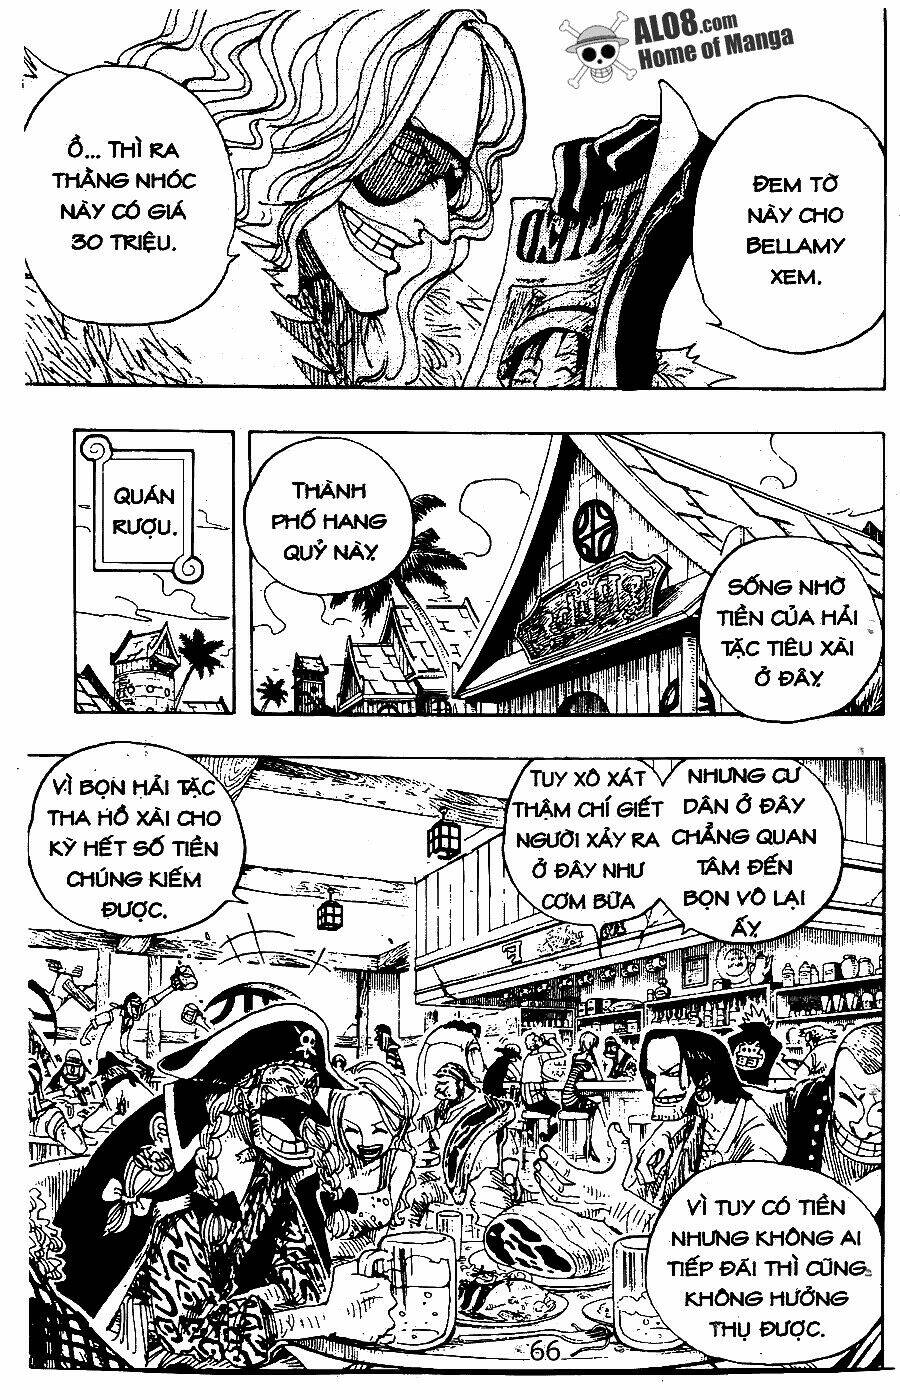 AL08.com
Home of Manga
Ồ... THÌ RA
THẰNG NHÓC
NÀY CÓ GIÁ
30 TRIỆU.
ĐEM TỜ
NÀY CHO
BELLAMY
XEM.
QUÁN
RƯỢU.
THÀNH
PHỐ HANG
QUỶ NÀY.
SỐNG NHỜ
TIỀN CỦA HẢI
TẶC TIÊU XÀI
Ở ĐÂY.
VÌ BỌN HẢI TẶC
THA HỒ XÀI CHO
KỲ HẾT SỐ TIỀN
CHÚNG KIẾM
ĐƯỢC.
TUY XÔ XÁT
THẬM CHÍ GIẾT
NGƯỜI XẢY RA
Ở ĐÂY NHƯ
CƠM BỮA
NHƯNG CƯ
DÂN Ở ĐÂY
CHẲNG QUAN
TÂM ĐẾN
BỌN VÔ LẠI
ẤY.
VÌ TUY CÓ TIỀN
NHƯNG KHÔNG AI
TIẾP ĐÃI THÌ CŨNG
KHÔNG HƯỞNG
THỤ ĐƯỢC.
66